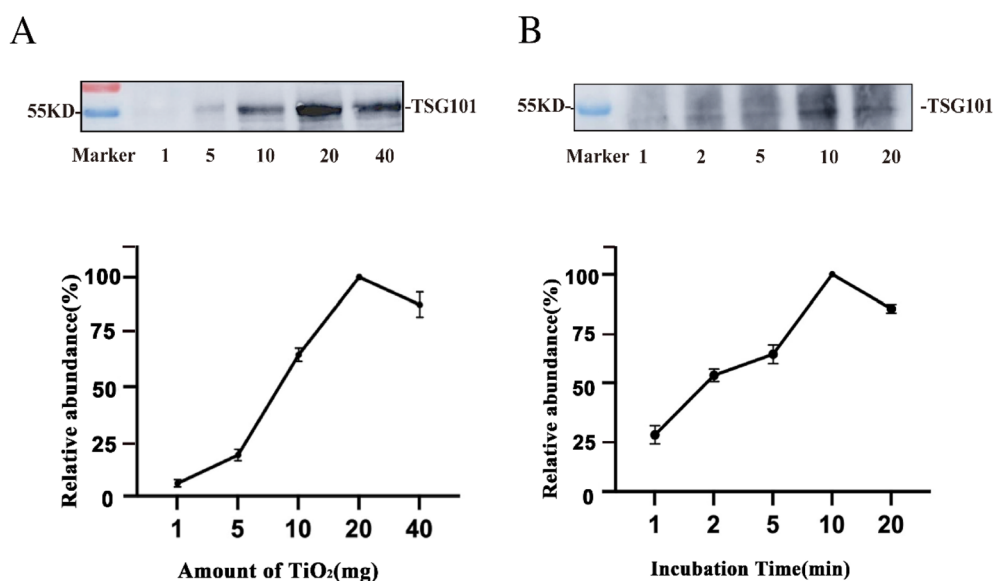 A
55KD-
-TSG101
Marker 1 5 10 20 40
Relative abundance(%)
100
75
50
25
0
1 5 10 20 40
Amount of TiO₂(mg)
B
55KD-
-TSG101
Marker 1 2 5 10 20
Relative abundance(%)
100
75
50
25
0
1 2 5 10 20
Incubation Time(min)